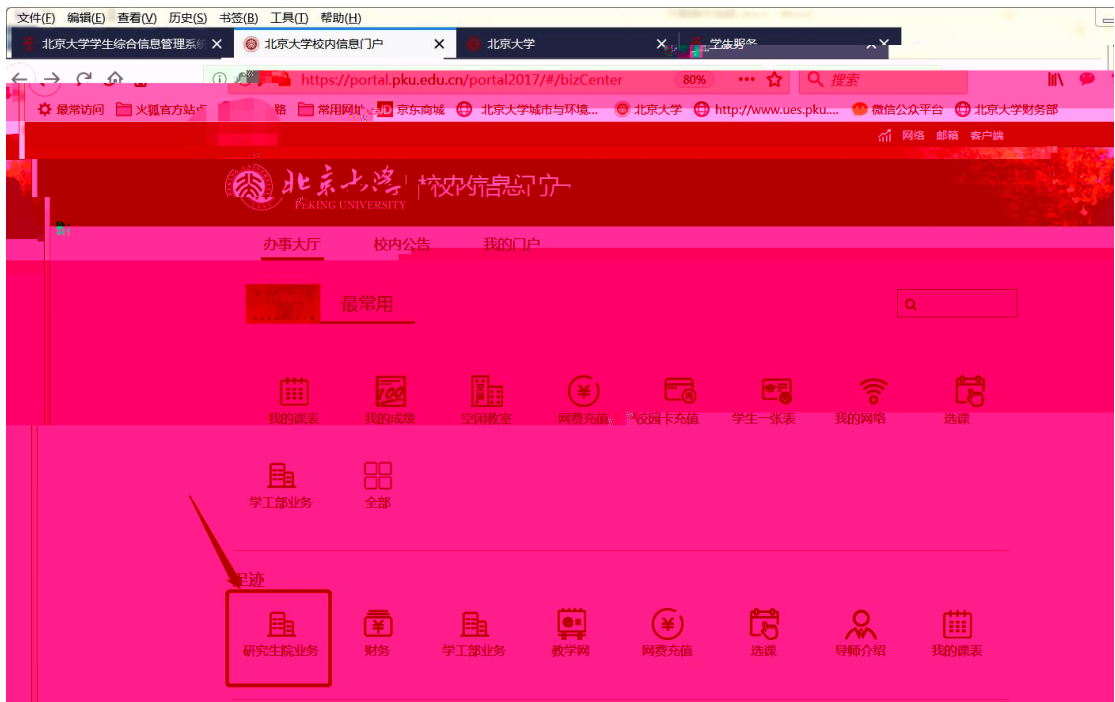 文件(F) 编辑(E) 查看(V) 历史(S) 书签(B) 工具(T) 帮助(H)
北京大学学生综合信息管理系统 × 北京大学校内信息门户 × 北京大学 ×
https://portal.pku.edu.cn/portal2017/#/bizCenter 80% 搜索
最常访问 火狐官方站点 常用网址 JD 京东商城 北京大学城市与环境... 北京大学 http://www.ues.pku.... 微信公众平台 北京大学财务部
网络 邮箱 客户端
北京大学 校内信息门户
PEKING UNIVERSITY
办事大厅 校内公告 我的门户
最常用
我的课表 我的成绩 空闲教室 网费充值 校园卡充值 学生一张表 我的网络 选课
学工部业务 全部
足迹
研究生院业务 财务 学工部业务 教学网 网费充值 选课 导师介绍 我的课表